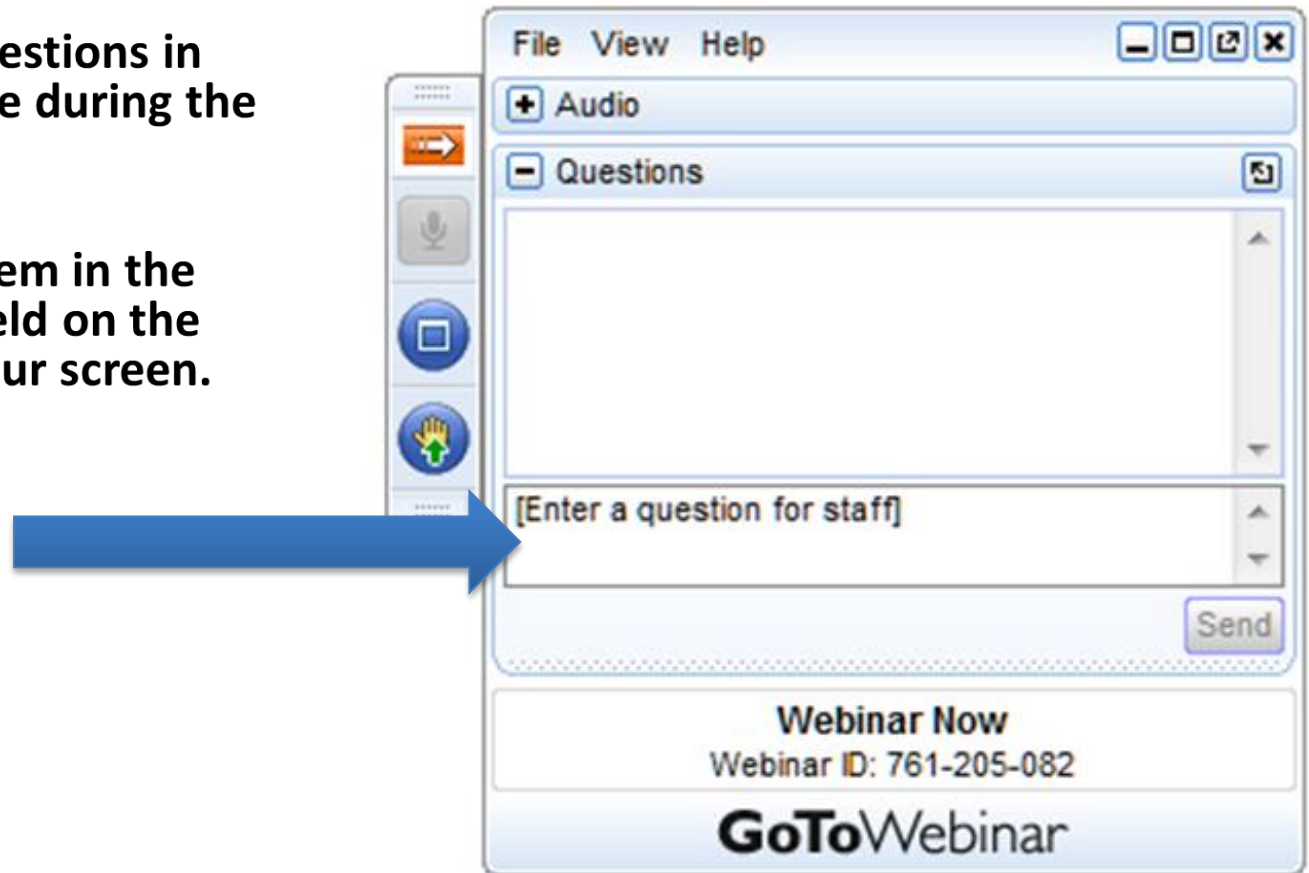 estions in
e during the
em in the
eld on the
ur screen.
File View Help
Audio
Questions
[Enter a question for staff]
Send
Webinar Now
Webinar ID: 761-205-082
GoToWebinar